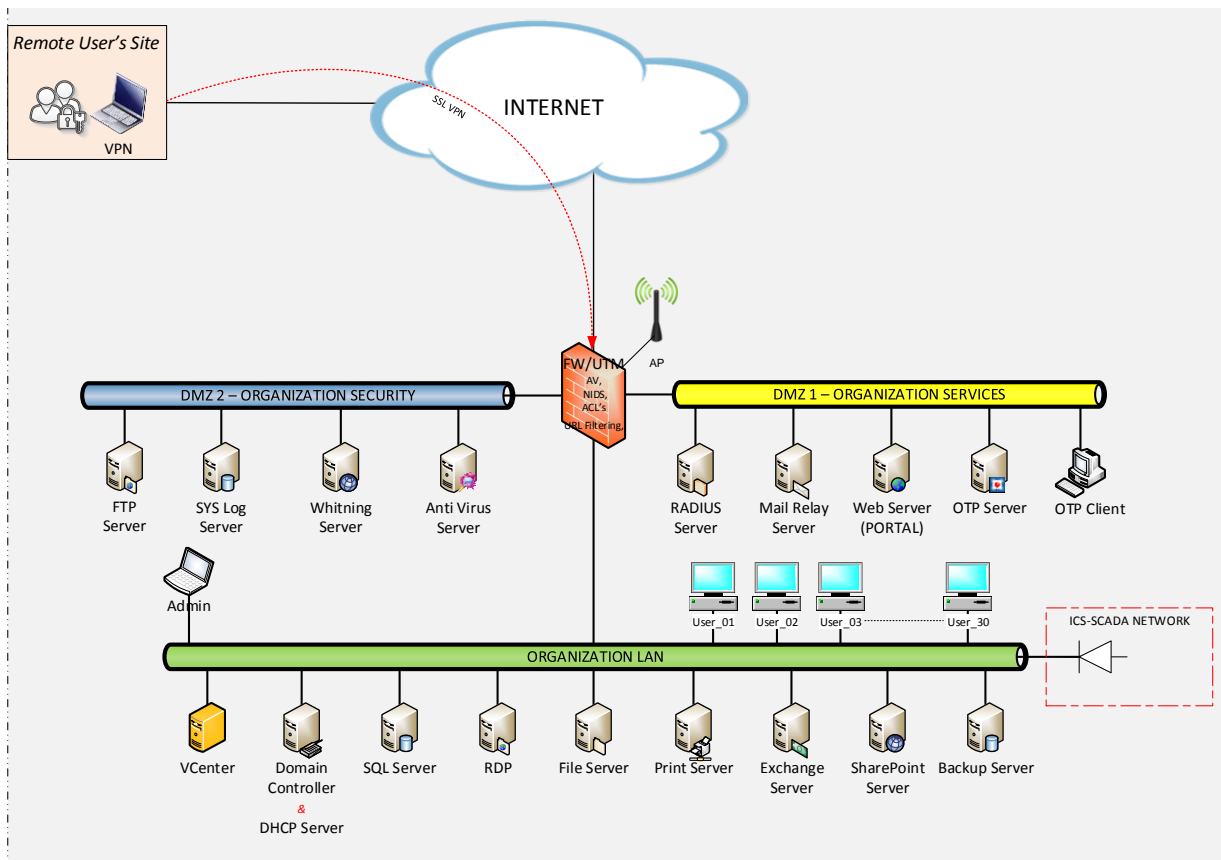 Remote User's Site
VPN
SSL VPN
INTERNET
AP
FW/UTM
AV,
NIDS,
ACL's
URL Filtering,
DMZ 2 – ORGANIZATION SECURITY
DMZ 1 – ORGANIZATION SERVICES
FTP
Server
SYS Log
Server
Whitning
Server
Anti Virus
Server
RADIUS
Server
Mail Relay
Server
Web Server
(PORTAL)
OTP Server
OTP Client
Admin
User_01
User_02
User_03
User_30
ICS-SCADA NETWORK
ORGANIZATION LAN
VCenter
Domain
Controller
&
DHCP Server
SQL Server
RDP
File Server
Print Server
Exchange
Server
SharePoint
Server
Backup Server